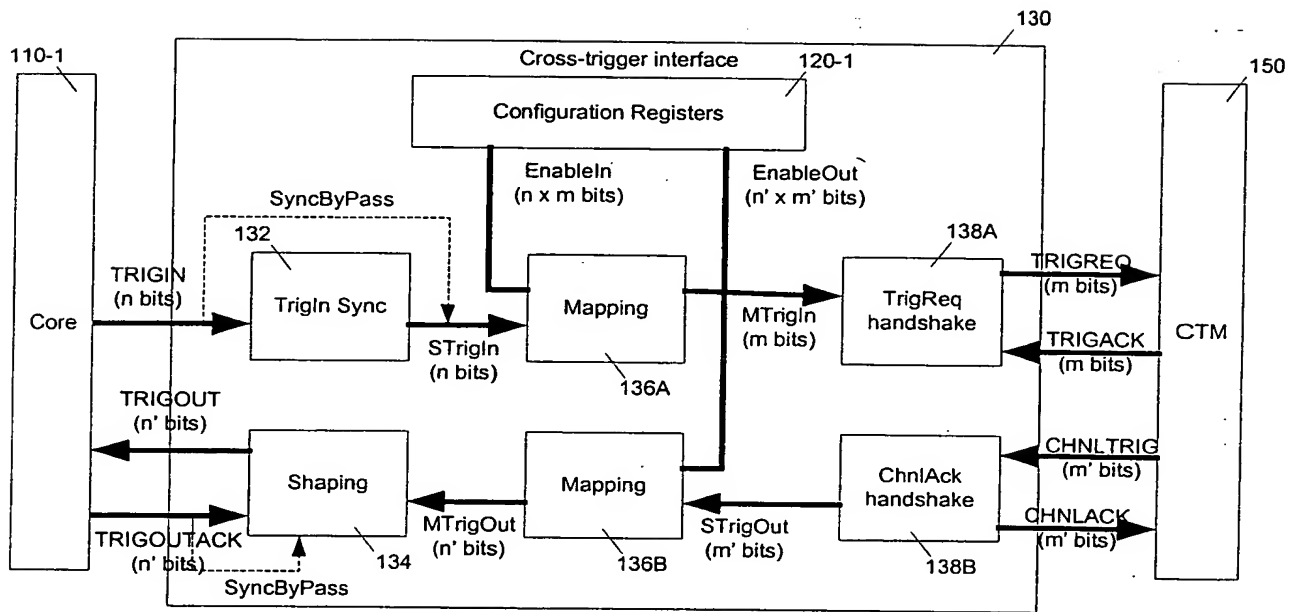 130
110-1
Cross-trigger interface
120-1
150
Configuration Registers
EnableIn
(n x m bits)
EnableOut
(n' x m' bits)
SyncByPass
132
138A
TRIGIN
(n bits)
TRIGREQ
(m bits)
Core
TrigIn Sync
Mapping
TrigReq
handshake
MTrigIn
(m bits)
STrigIn
(n bits)
CTM
TRIGACK
(m bits)
136A
TRIGOUT
(n' bits)
CHNLTRIG
(m' bits)
Shaping
Mapping
ChnlAck
handshake
MTrigOut
(n' bits)
STrigOut
(m' bits)
CHNLACK
(m' bits)
TRIGOUTACK
(n' bits)
134
136B
138B
SyncByPass